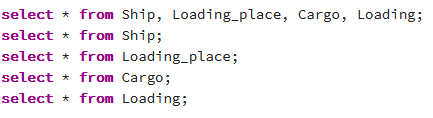 select * from Ship, Loading_place, Cargo, Loading;
select * from Ship;
select * from Loading_place;
select * from Cargo;
select * from Loading;